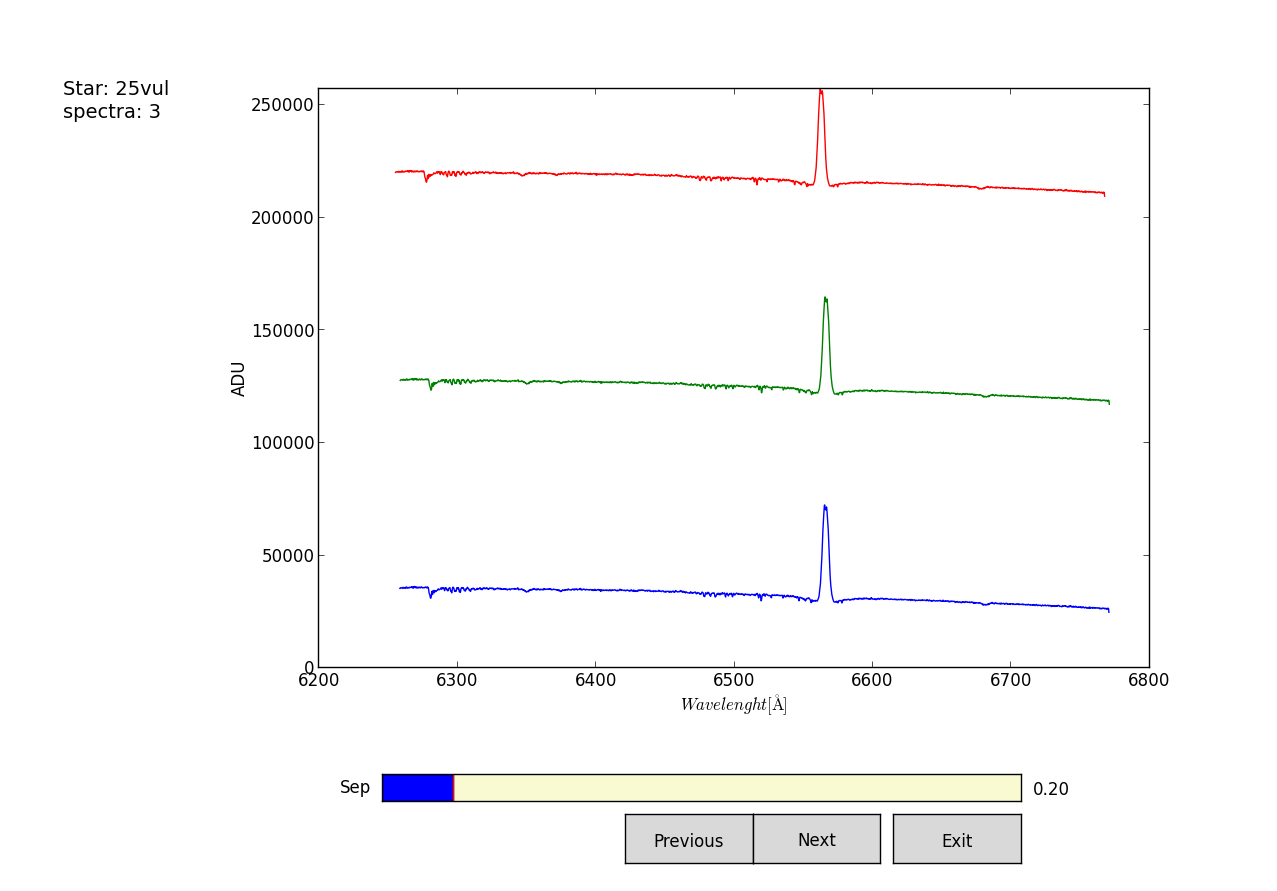 Star: 25vul
spectra: 3
250000
200000
150000
100000
50000
0
ADU
6200 6300 6400 6500 6600 6700 6800
Wavelenght[Å]
Sep 0.20
Previous Next Exit